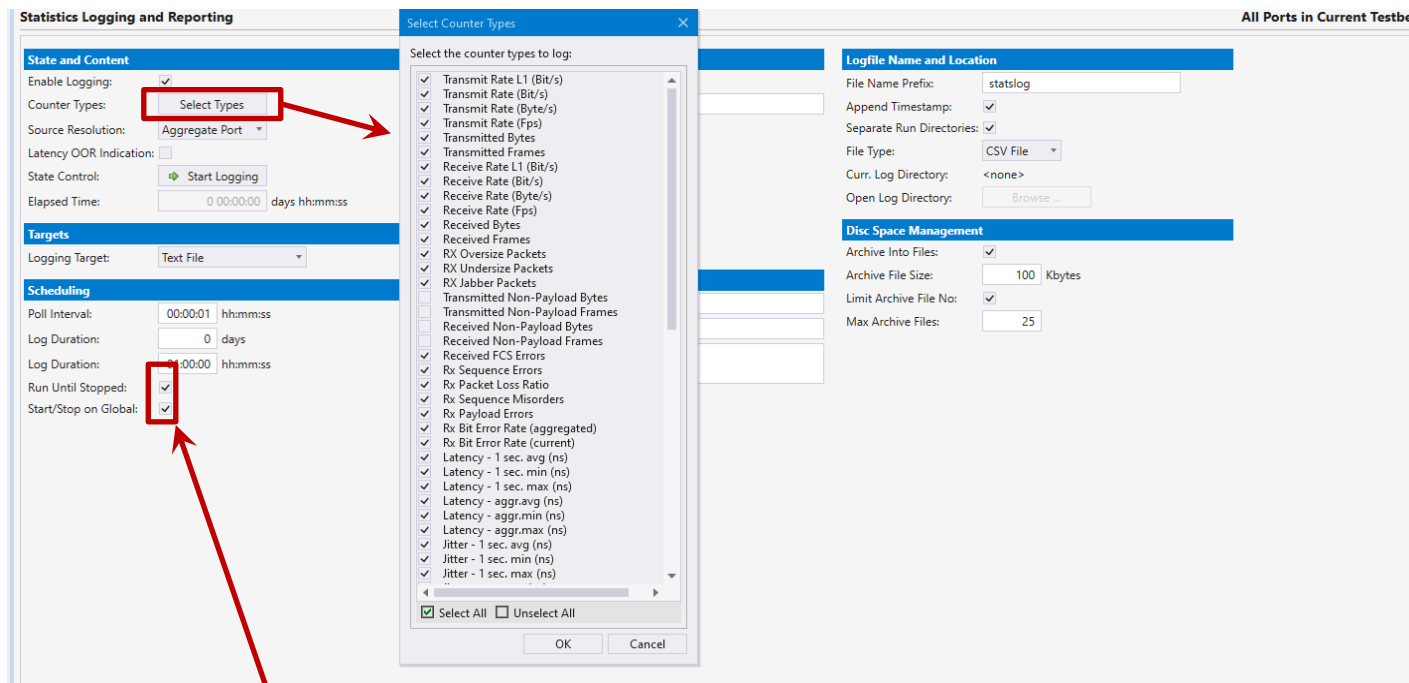 Statistics Logging and Reporting
All Ports in Current Testbe
State and Content
Enable Logging:
Counter Types: Select Types
Source Resolution: Aggregate Port
Latency OOR Indication:
State Control: Start Logging
Elapsed Time: 0 00:00:00 days hh:mm:ss
Targets
Logging Target: Text File
Scheduling
Poll Interval: 00:00:01 hh:mm:ss
Log Duration: 0 days
Log Duration: 01:00:00 hh:mm:ss
Run Until Stopped:
Start/Stop on Global:
Select Counter Types
Select the counter types to log:
Transmit Rate L1 (Bit/s)
Transmit Rate (Bit/s)
Transmit Rate (Byte/s)
Transmit Rate (Fps)
Transmitted Bytes
Transmitted Frames
Receive Rate L1 (Bit/s)
Receive Rate (Bit/s)
Receive Rate (Byte/s)
Receive Rate (Fps)
Received Bytes
Received Frames
RX Oversize Packets
RX Undersize Packets
RX Jabber Packets
Transmitted Non-Payload Bytes
Transmitted Non-Payload Frames
Received Non-Payload Bytes
Received Non-Payload Frames
Received FCS Errors
Rx Sequence Errors
Rx Packet Loss Ratio
Rx Sequence Misorders
Rx Payload Errors
Rx Bit Error Rate (aggregated)
Rx Bit Error Rate (current)
Latency - 1 sec. avg (ns)
Latency - 1 sec. min (ns)
Latency - 1 sec. max (ns)
Latency - aggr.avg (ns)
Latency - aggr.min (ns)
Latency - aggr.max (ns)
Jitter - 1 sec. avg (ns)
Jitter - 1 sec. min (ns)
Jitter - 1 sec. max (ns)
Select All Unselect All
OK Cancel
Logfile Name and Location
File Name Prefix: statslog
Append Timestamp:
Separate Run Directories:
File Type: CSV File
Curr. Log Directory: <none>
Open Log Directory: Browse ...
Disc Space Management
Archive Into Files:
Archive File Size: 100 Kbytes
Limit Archive File No:
Max Archive Files: 25